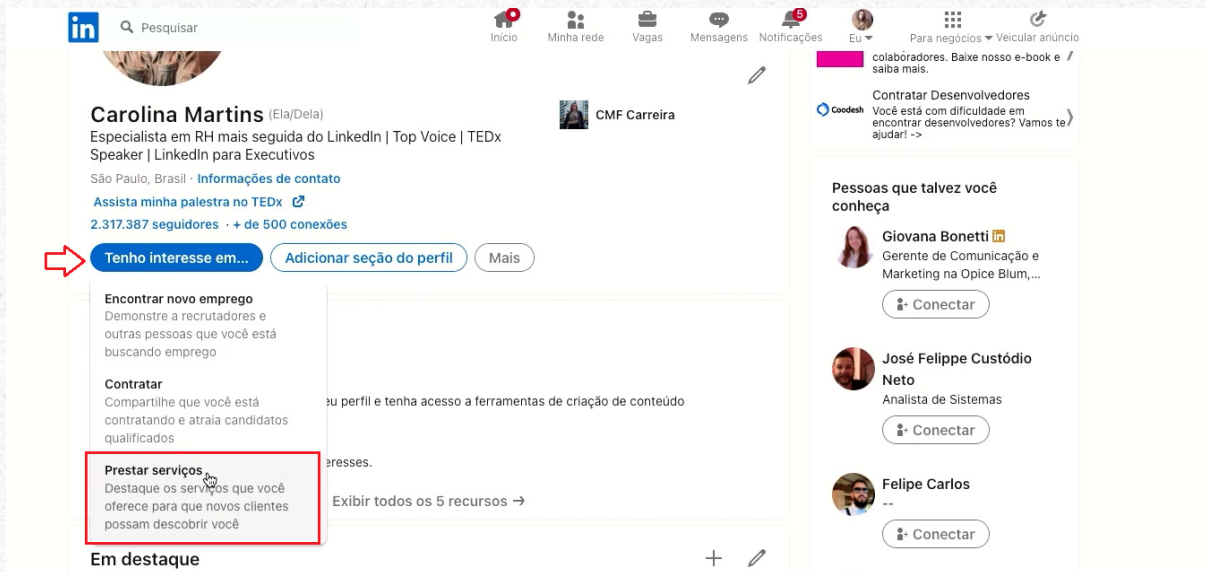 in
Pesquisar
Início
Minha rede
Vagas
Mensagens
5
Notificações
Eu
Para negócios
Veicular anúncio
Carolina Martins (Ela/Dela)
Especialista em RH mais seguida do LinkedIn | Top Voice | TEDx
Speaker | LinkedIn para Executivos
São Paulo, Brasil · Informações de contato
Assista minha palestra no TEDx
2.317.387 seguidores · + de 500 conexões
CMF Carreira
Tenho interesse em...
Adicionar seção do perfil
Mais
Encontrar novo emprego
Demonstre a recrutadores e
outras pessoas que você está
buscando emprego
Contratar
Compartilhe que você está
contratando e atraia candidatos
qualificados
Prestar serviços
Destaque os serviços que você
oferece para que novos clientes
possam descobrir você
eu perfil e tenha acesso a ferramentas de criação de conteúdo
eresses.
Exibir todos os 5 recursos →
Em destaque
colaboradores. Baixe nosso e-book e
saiba mais.
Contratar Desenvolvedores
Coodesh
Você está com dificuldade em
encontrar desenvolvedores? Vamos te
ajudar! ->
Pessoas que talvez você
conheça
Giovana Bonetti in
Gerente de Comunicação e
Marketing na Opice Blum,...
Conectar
José Felippe Custódio
Neto
Analista de Sistemas
Conectar
Felipe Carlos
--
Conectar